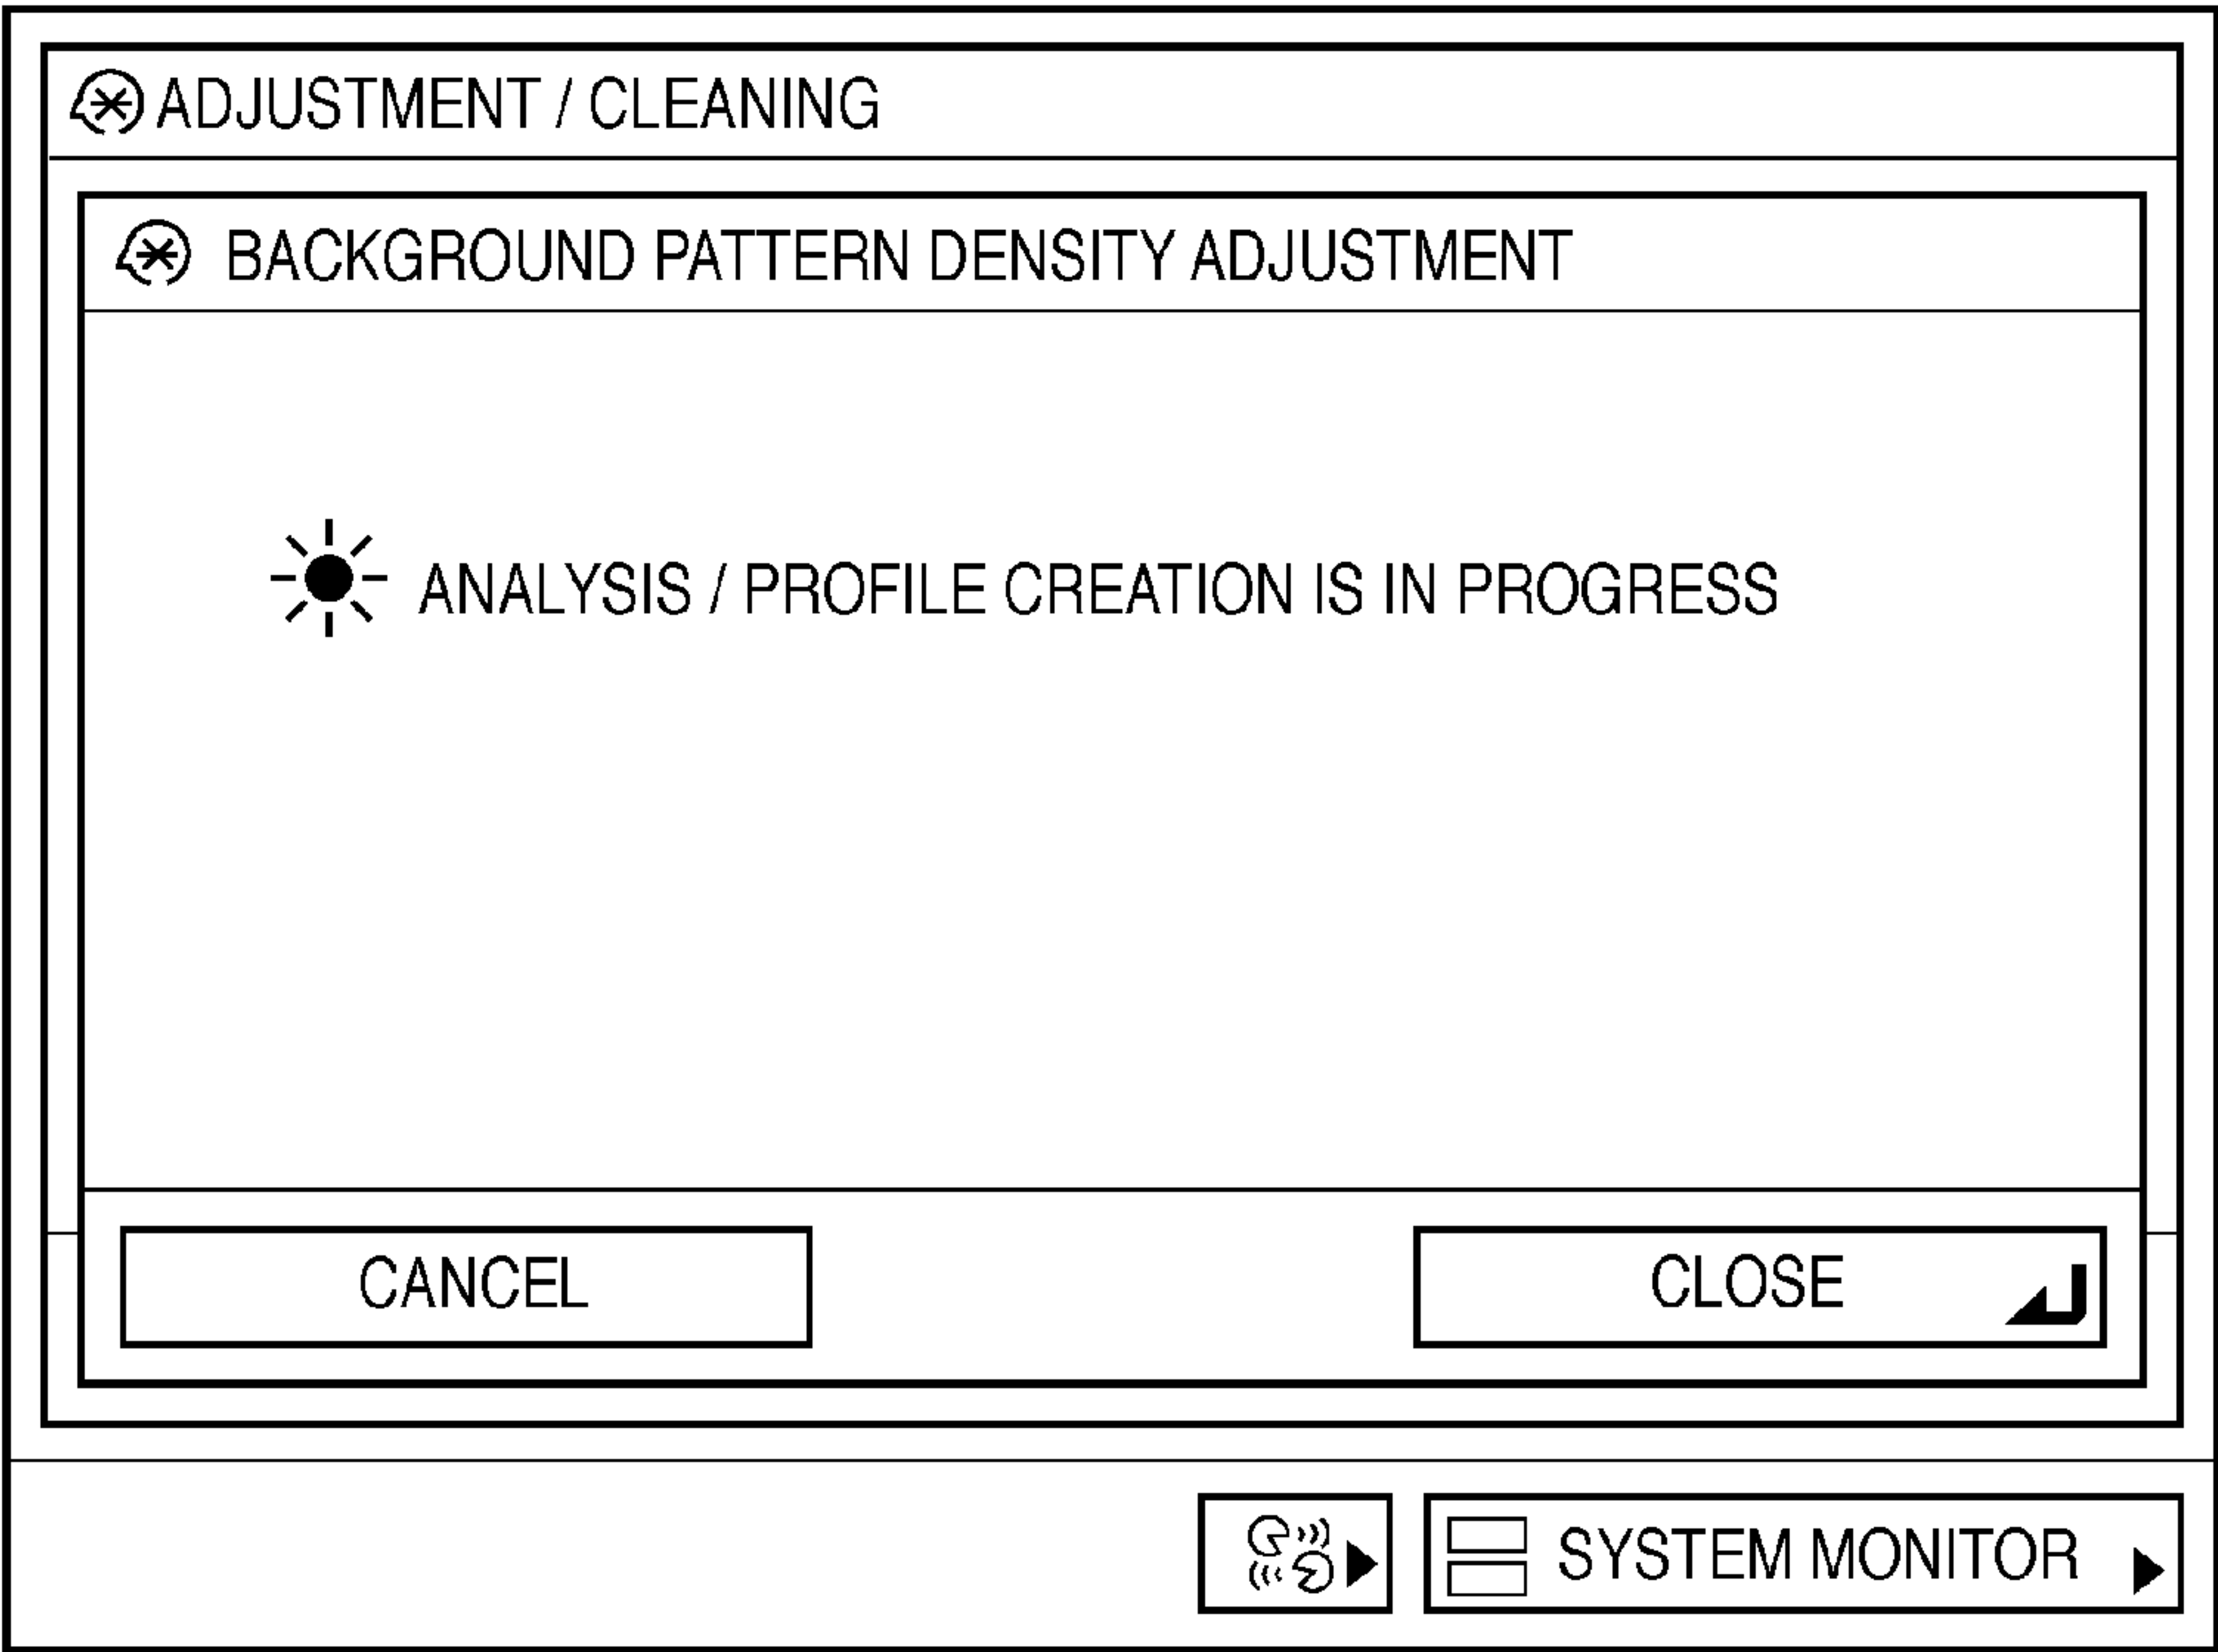 ADJUSTMENT / CLEANING
BACKGROUND PATTERN DENSITY ADJUSTMENT
ANALYSIS / PROFILE CREATION IS IN PROGRESS
CANCEL
CLOSE
SYSTEM MONITOR